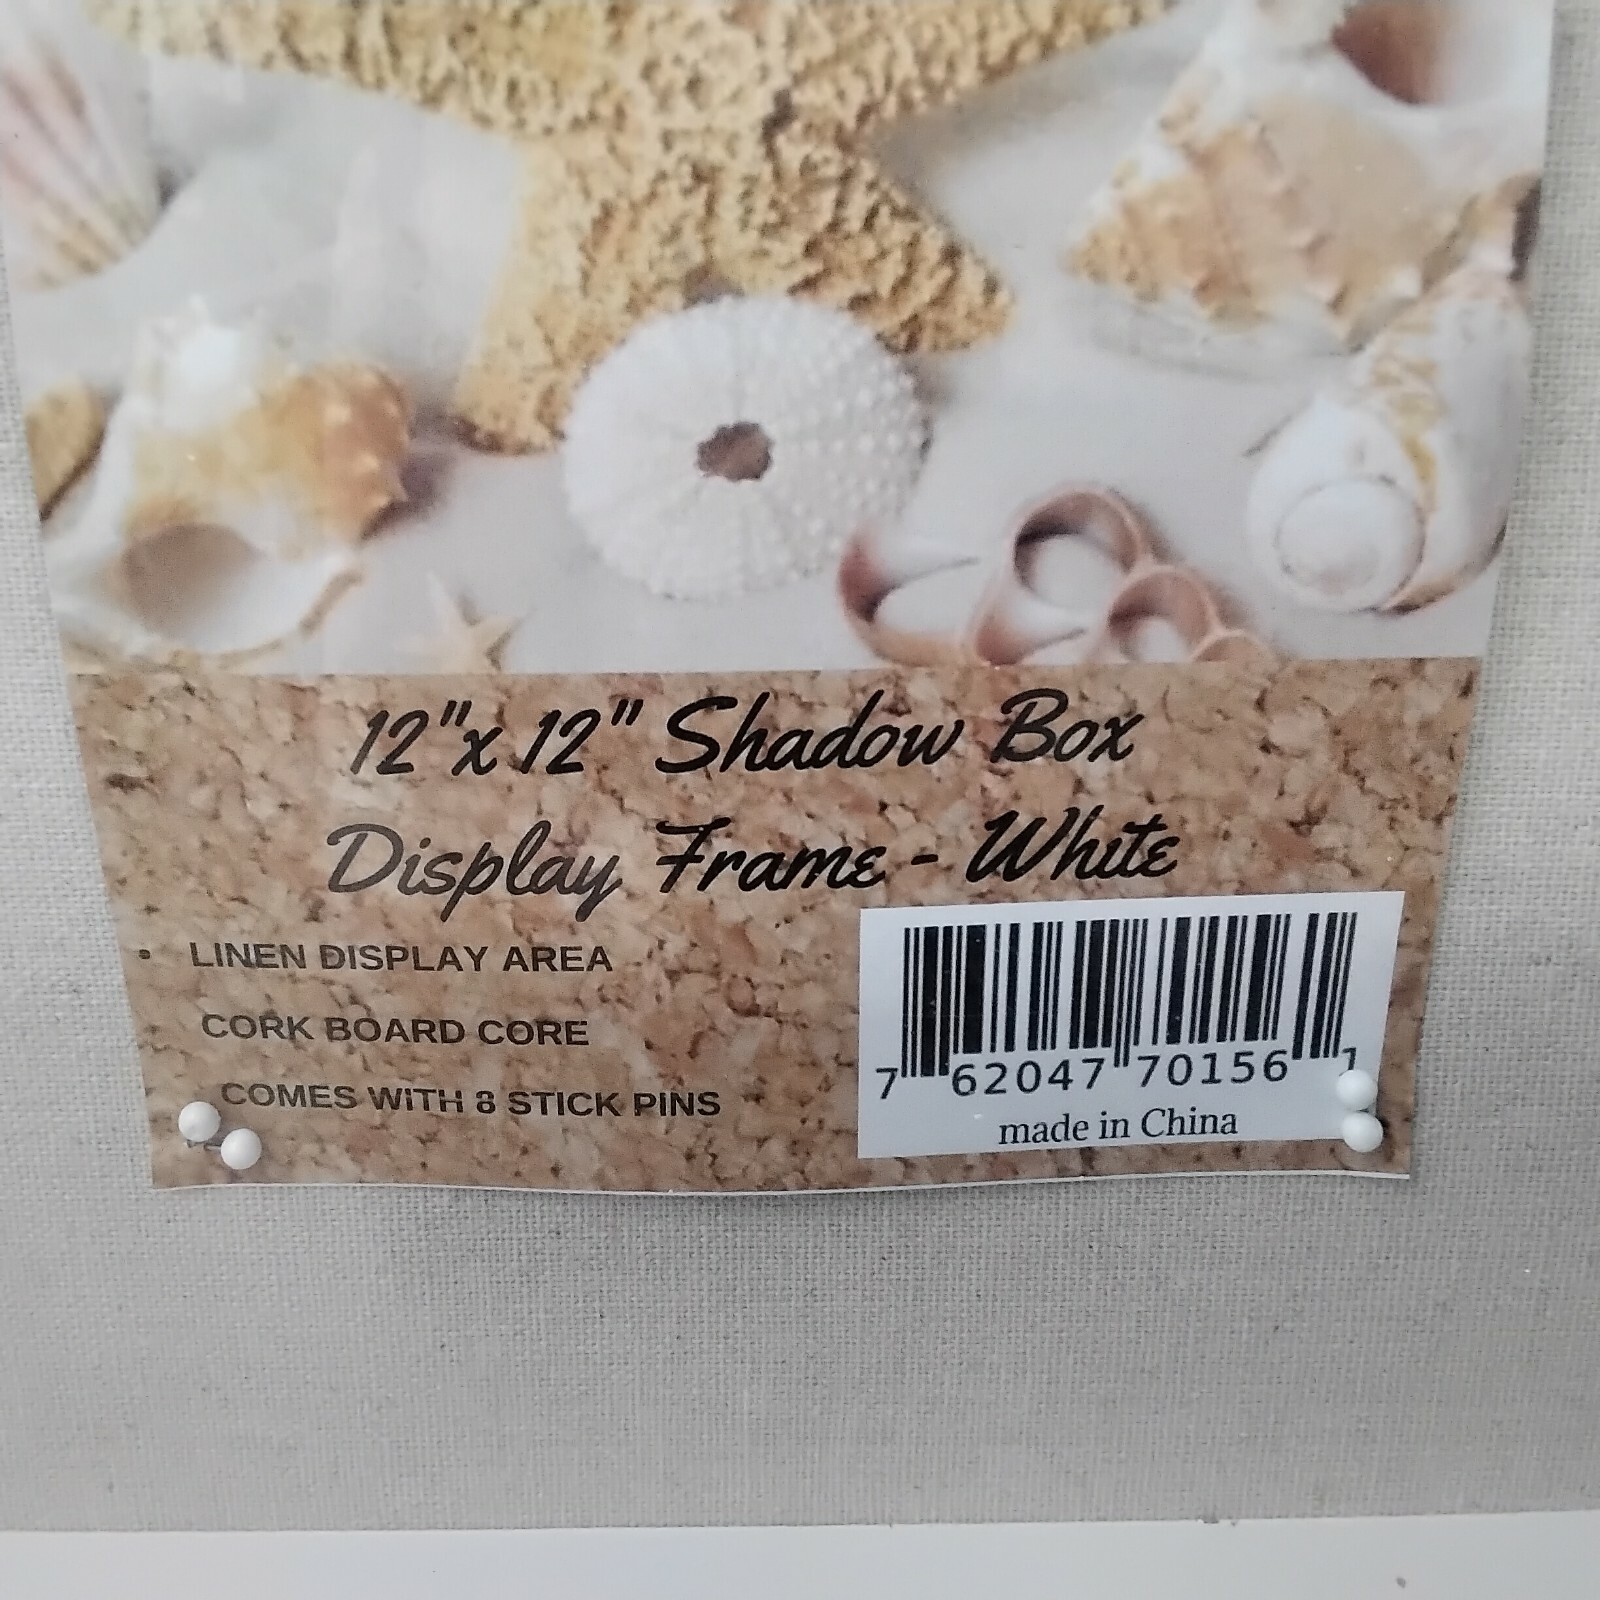 12"x 12" Shadow Box
Display Frame - White
• LINEN DISPLAY AREA
CORK BOARD CORE
COMES WITH 8 STICK PINS
7 62047 70156 1
made in China